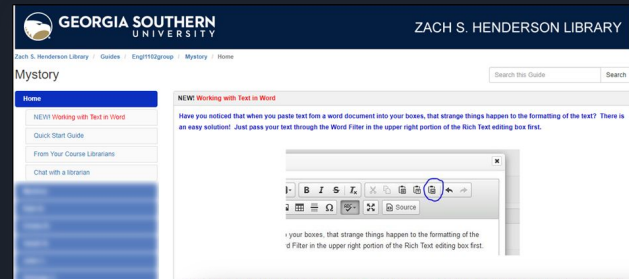 GEORGIA SOUTHERN
UNIVERSITY
ZACH S. HENDERSON LIBRARY
Zach S. Henderson Library / Guides / Engl1102group / Mystory / Home
Mystory
Search this Guide
Search
Home
NEW! Working with Text in Word
Quick Start Guide
From Your Course Librarians
Chat with a librarian
NEW! Working with Text in Word
Have you noticed that when you paste text fom a word document into your boxes, that strange things happen to the formatting of the text? There is
an easy solution! Just pass your text through the Word Filter in the upper right portion of the Rich Text editing box first.
B I S Tx
Ω Source
your boxes, that strange things happen to the formatting of the
rd Filter in the upper right portion of the Rich Text editing box first.